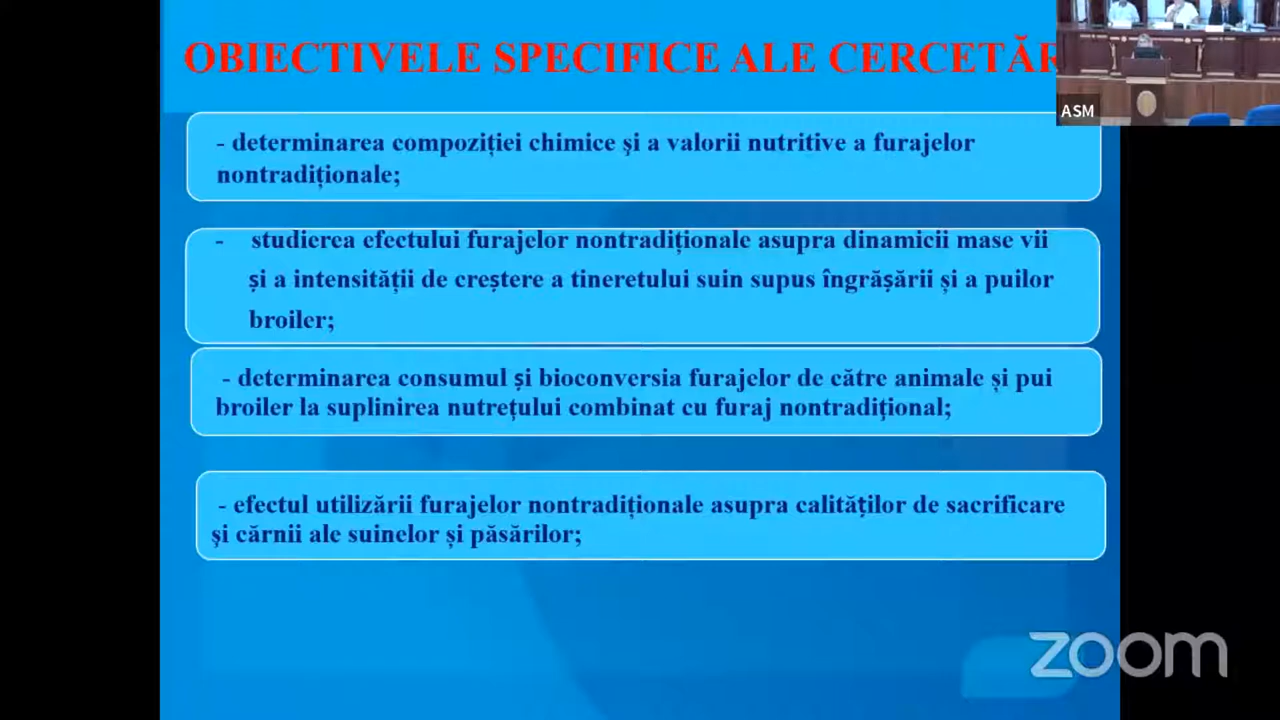 OBIECTIVELE SPECIFICE ALE CERCETĂR
ASM
- determinarea compoziției chimice şi a valorii nutritive a furajelor
nontradiționale;
- studierea efectului furajelor nontradiționale asupra dinamicii mase vii
și a intensității de creștere a tineretului suin supus îngrășării și a puilor
broiler;
- determinarea consumul și bioconversia furajelor de către animale și pui
broiler la suplinirea nutrețului combinat cu furaj nontradițional;
- efectul utilizării furajelor nontradiționale asupra calităților de sacrificare
şi cărnii ale suinelor și păsărilor;
zoom